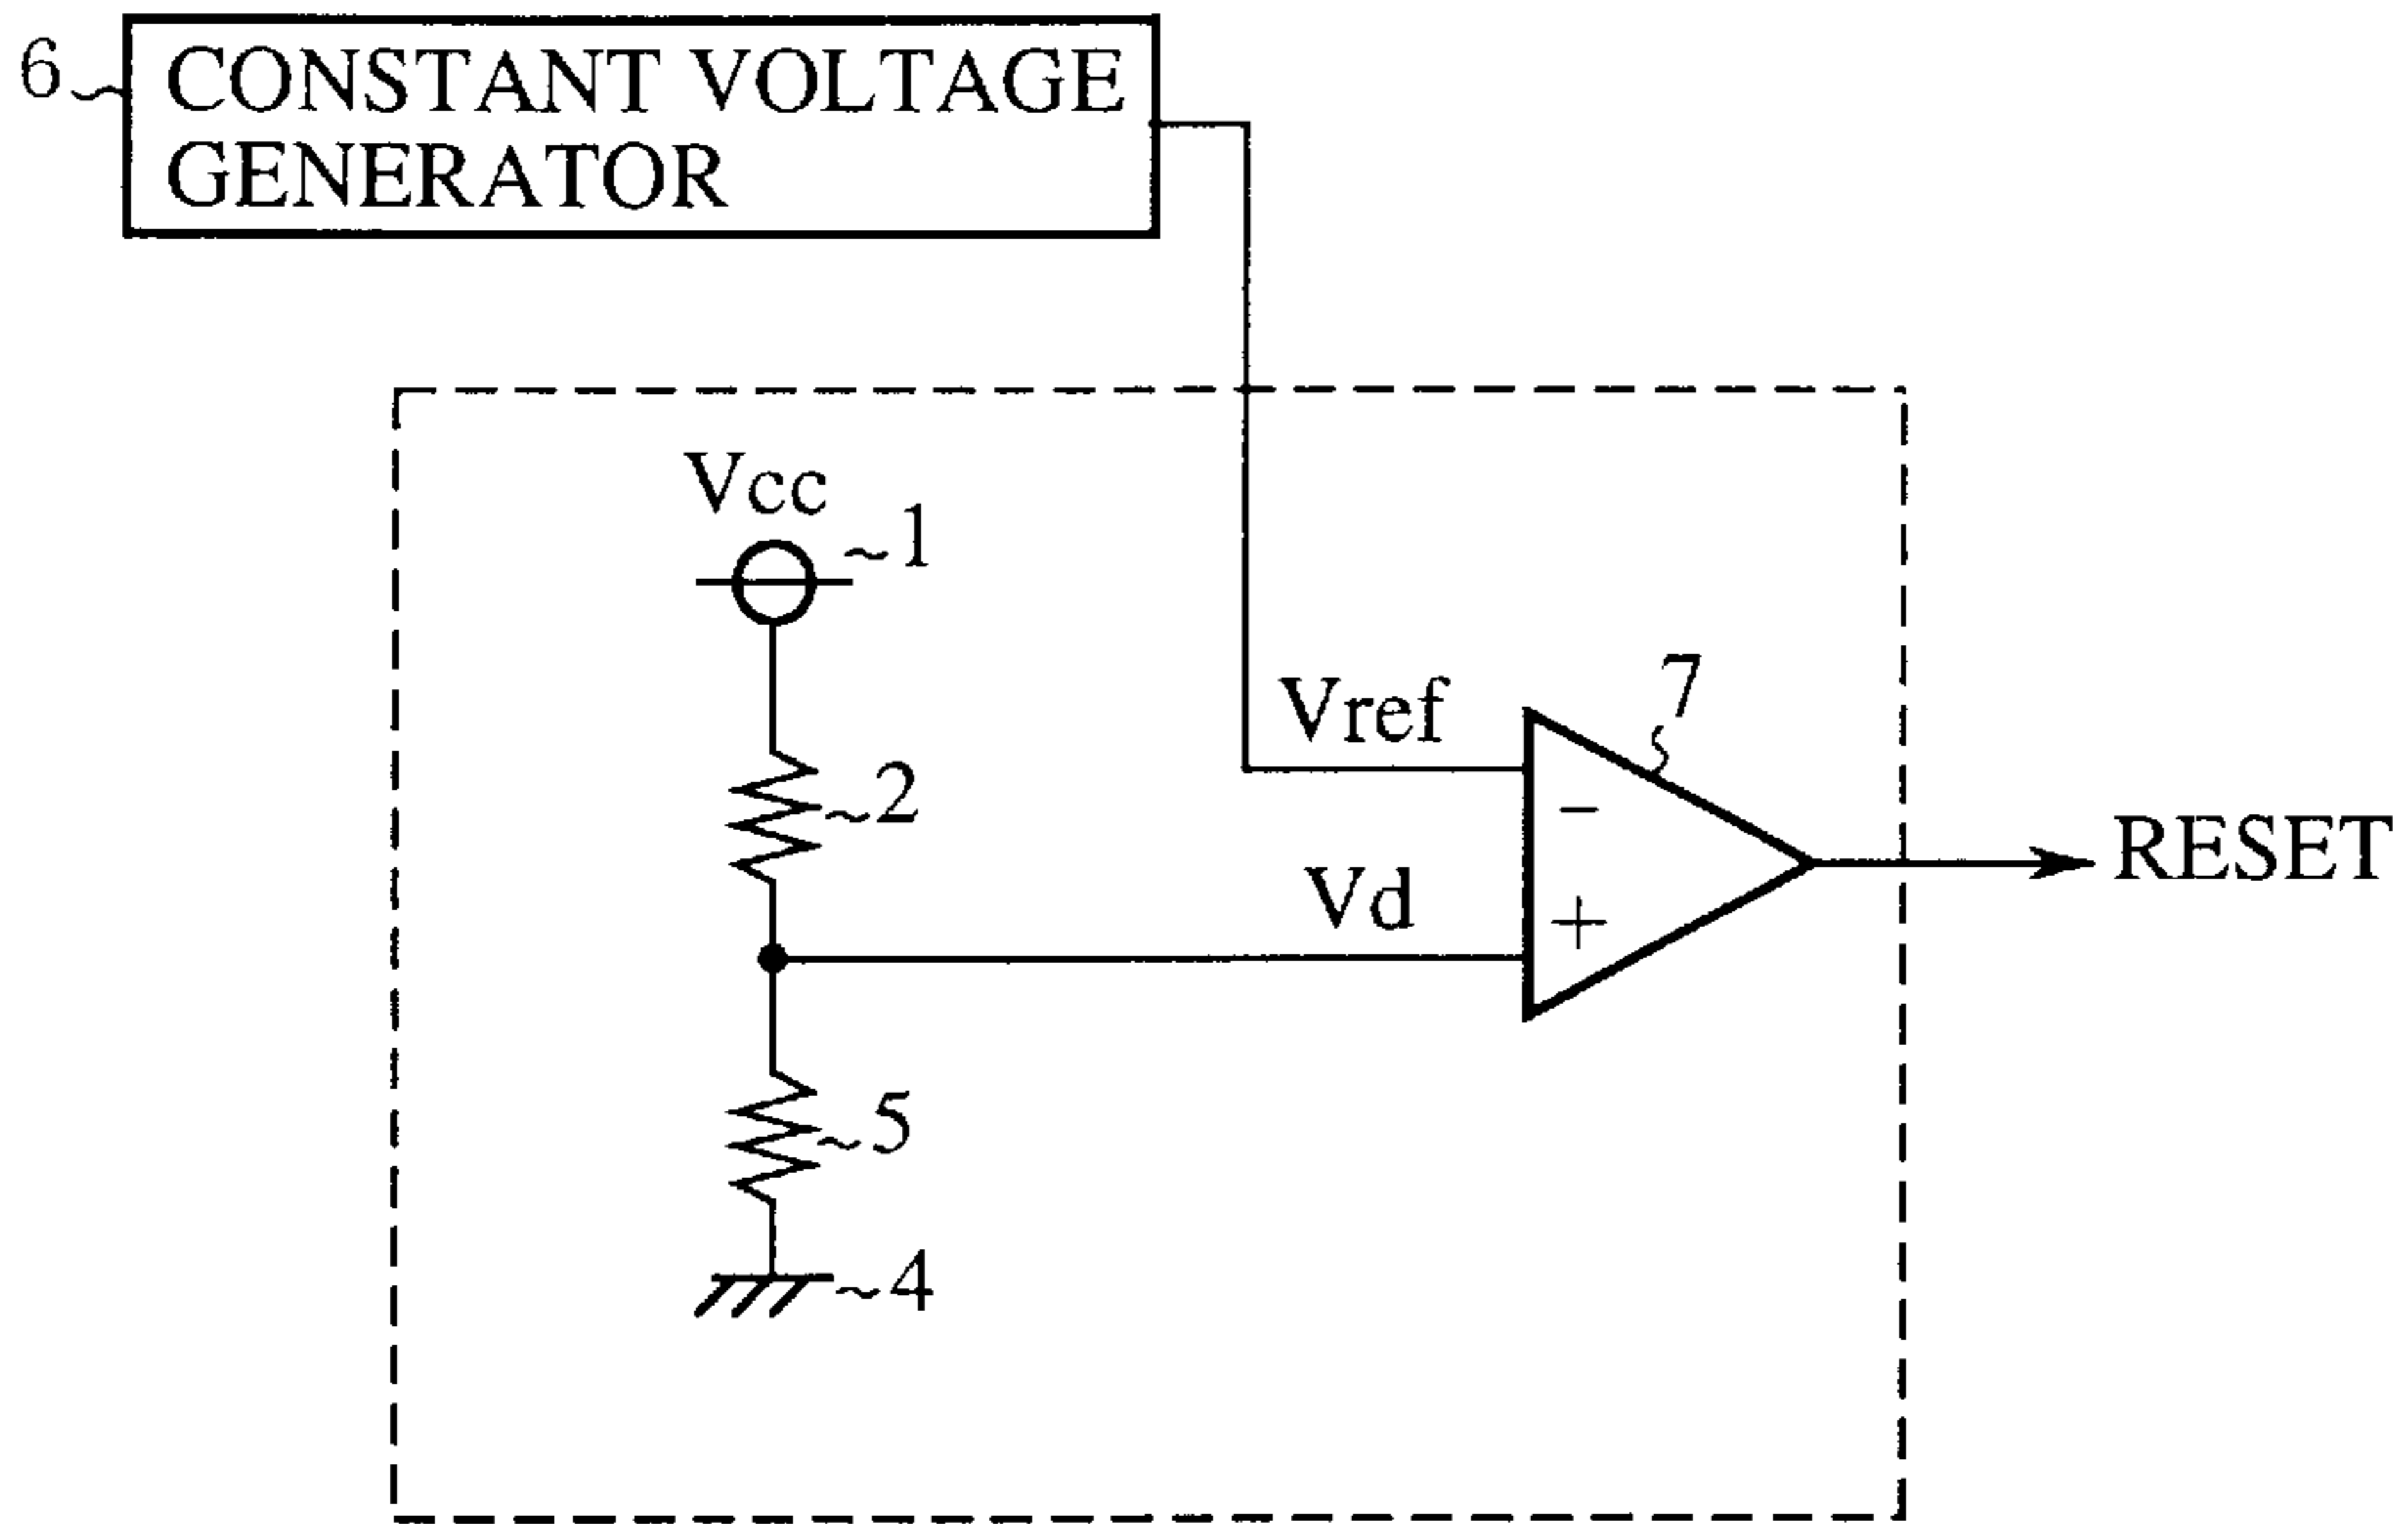 6
CONSTANT VOLTAGE
GENERATOR
Vcc
1
2
Vref
7
−
Vd
+
RESET
5
4